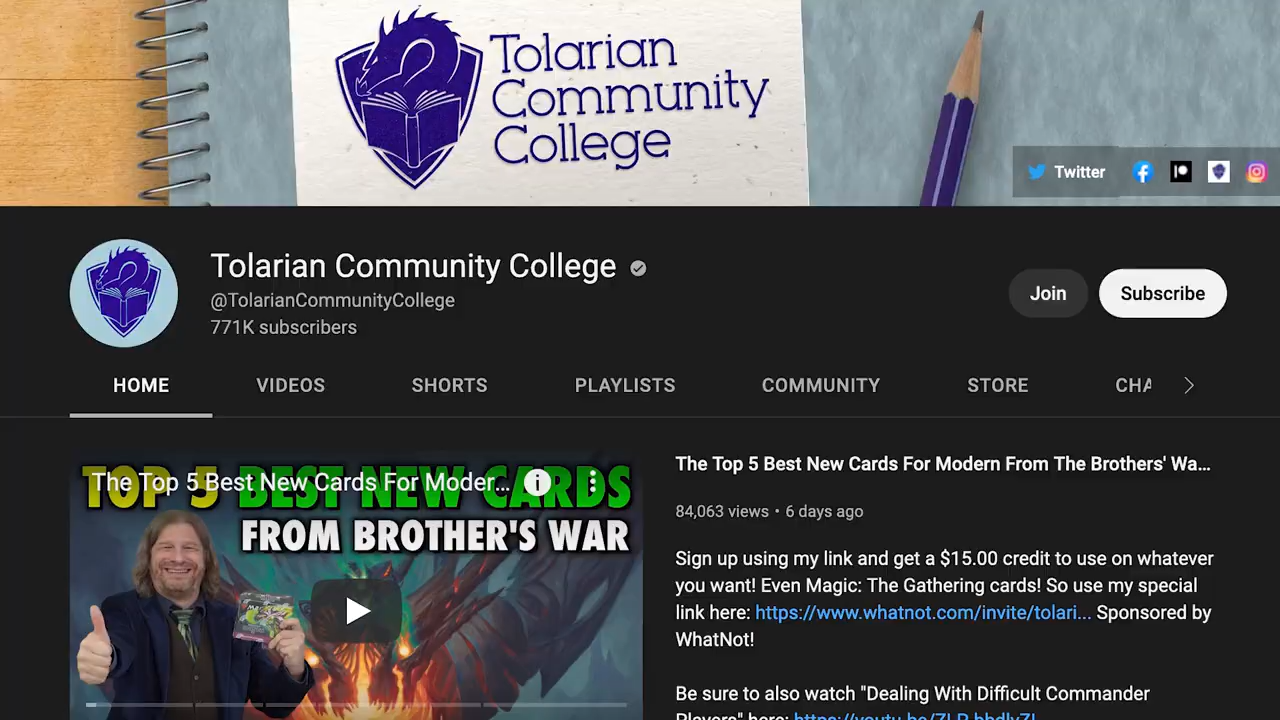 Tolarian
Community
College
Twitter
Tolarian Community College
@TolarianCommunityCollege
771K subscribers
Join
Subscribe
HOME
VIDEOS
SHORTS
PLAYLISTS
COMMUNITY
STORE
CHA
TOP 5 BEST NEW CARDS
The Top 5 Best New Cards For Moder...
FROM BROTHER'S WAR
The Top 5 Best New Cards For Modern From The Brothers' Wa...
84,063 views • 6 days ago
Sign up using my link and get a $15.00 credit to use on whatever
you want! Even Magic: The Gathering cards! So use my special
link here: https://www.whatnot.com/invite/tolari... Sponsored by
WhatNot!
Be sure to also watch "Dealing With Difficult Commander
Players" here: